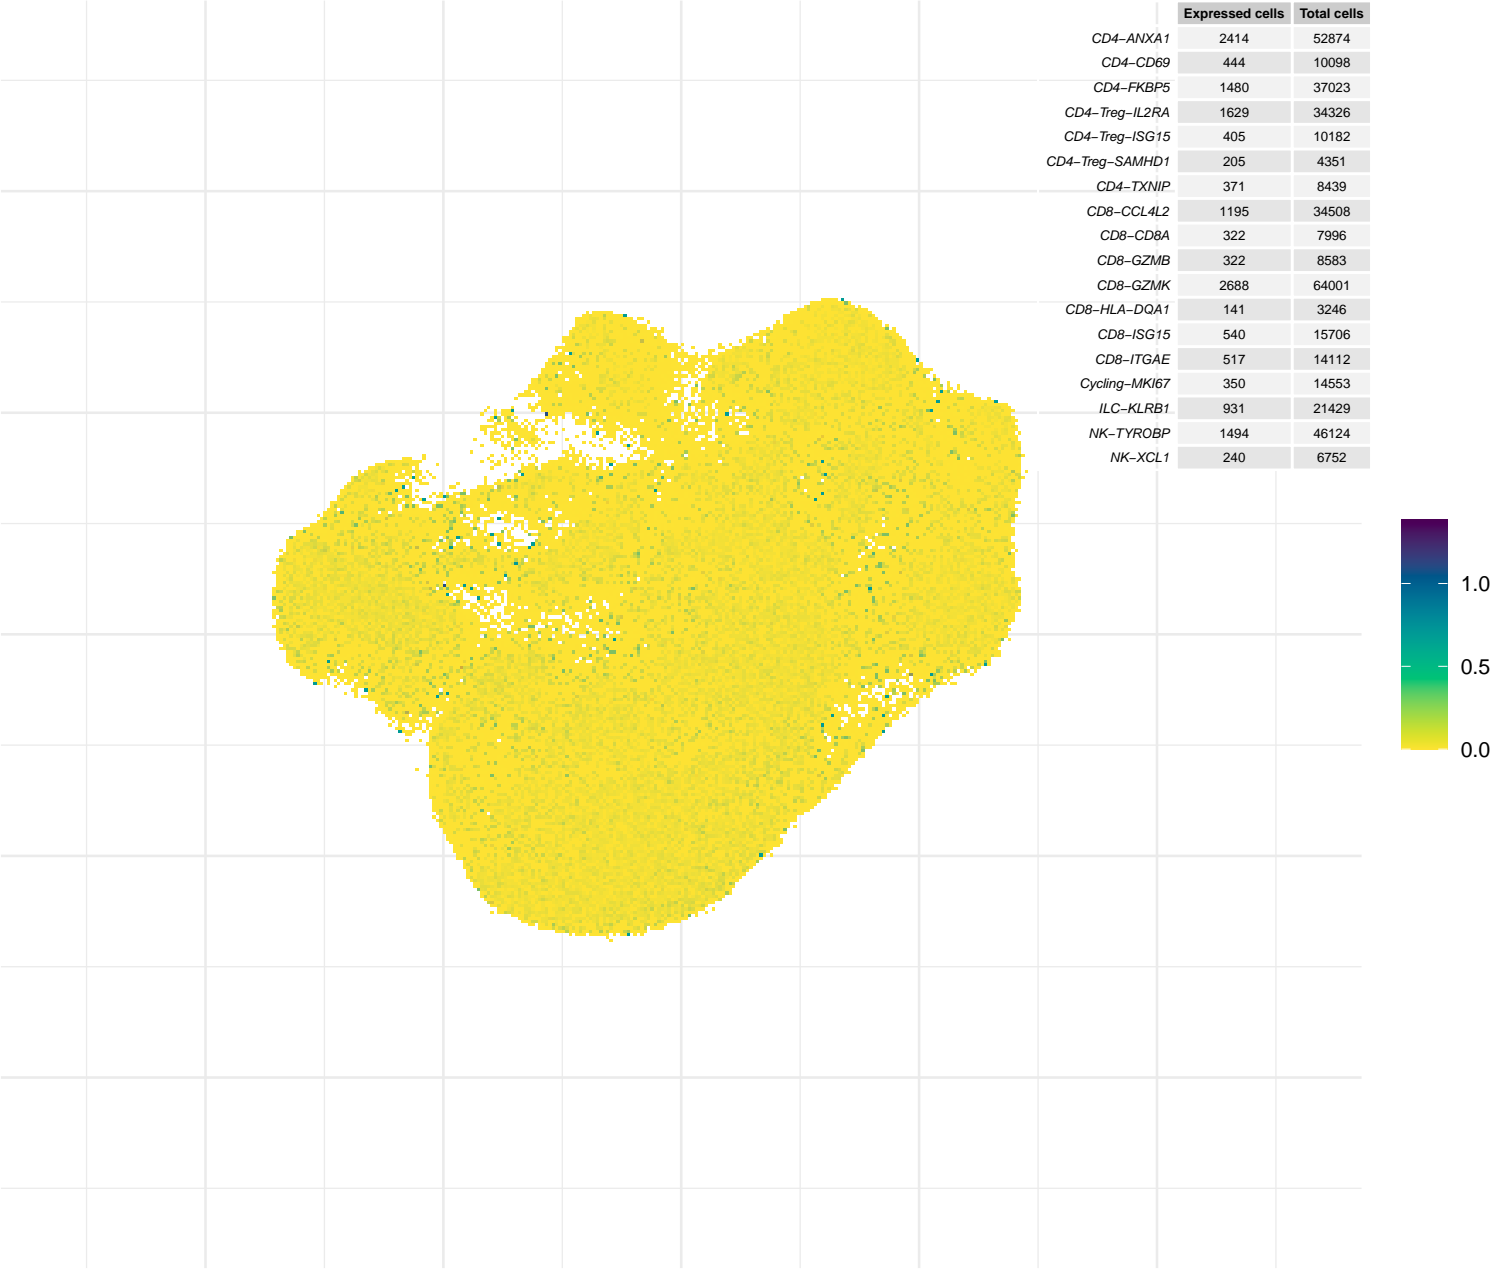 Expressed cells Total cells
CD4−ANXA1 2414 52874
CD4−CD69 444 10098
CD4−FKBP5 1480 37023
CD4−Treg−IL2RA 1629 34326
CD4−Treg−ISG15 405 10182
CD4−Treg−SAMHD1 205 4351
CD4−TXNIP 371 8439
CD8−CCL4L2 1195 34508
CD8−CD8A 322 7996
CD8−GZMB 322 8583
CD8−GZMK 2688 64001
CD8−HLA−DQA1 141 3246
CD8−ISG15 540 15706
CD8−ITGAE 517 14112
Cycling−MKI67 350 14553
ILC−KLRB1 931 21429
NK−TYROBP 1494 46124
NK−XCL1 240 6752
1.0
0.5
0.0